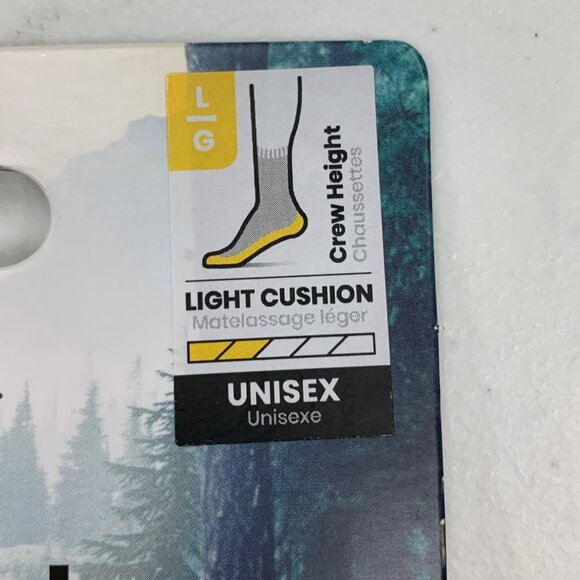 L
G
Crew Height
Chaussettes
LIGHT CUSHION
Matelassage léger
UNISEX
Unisexe